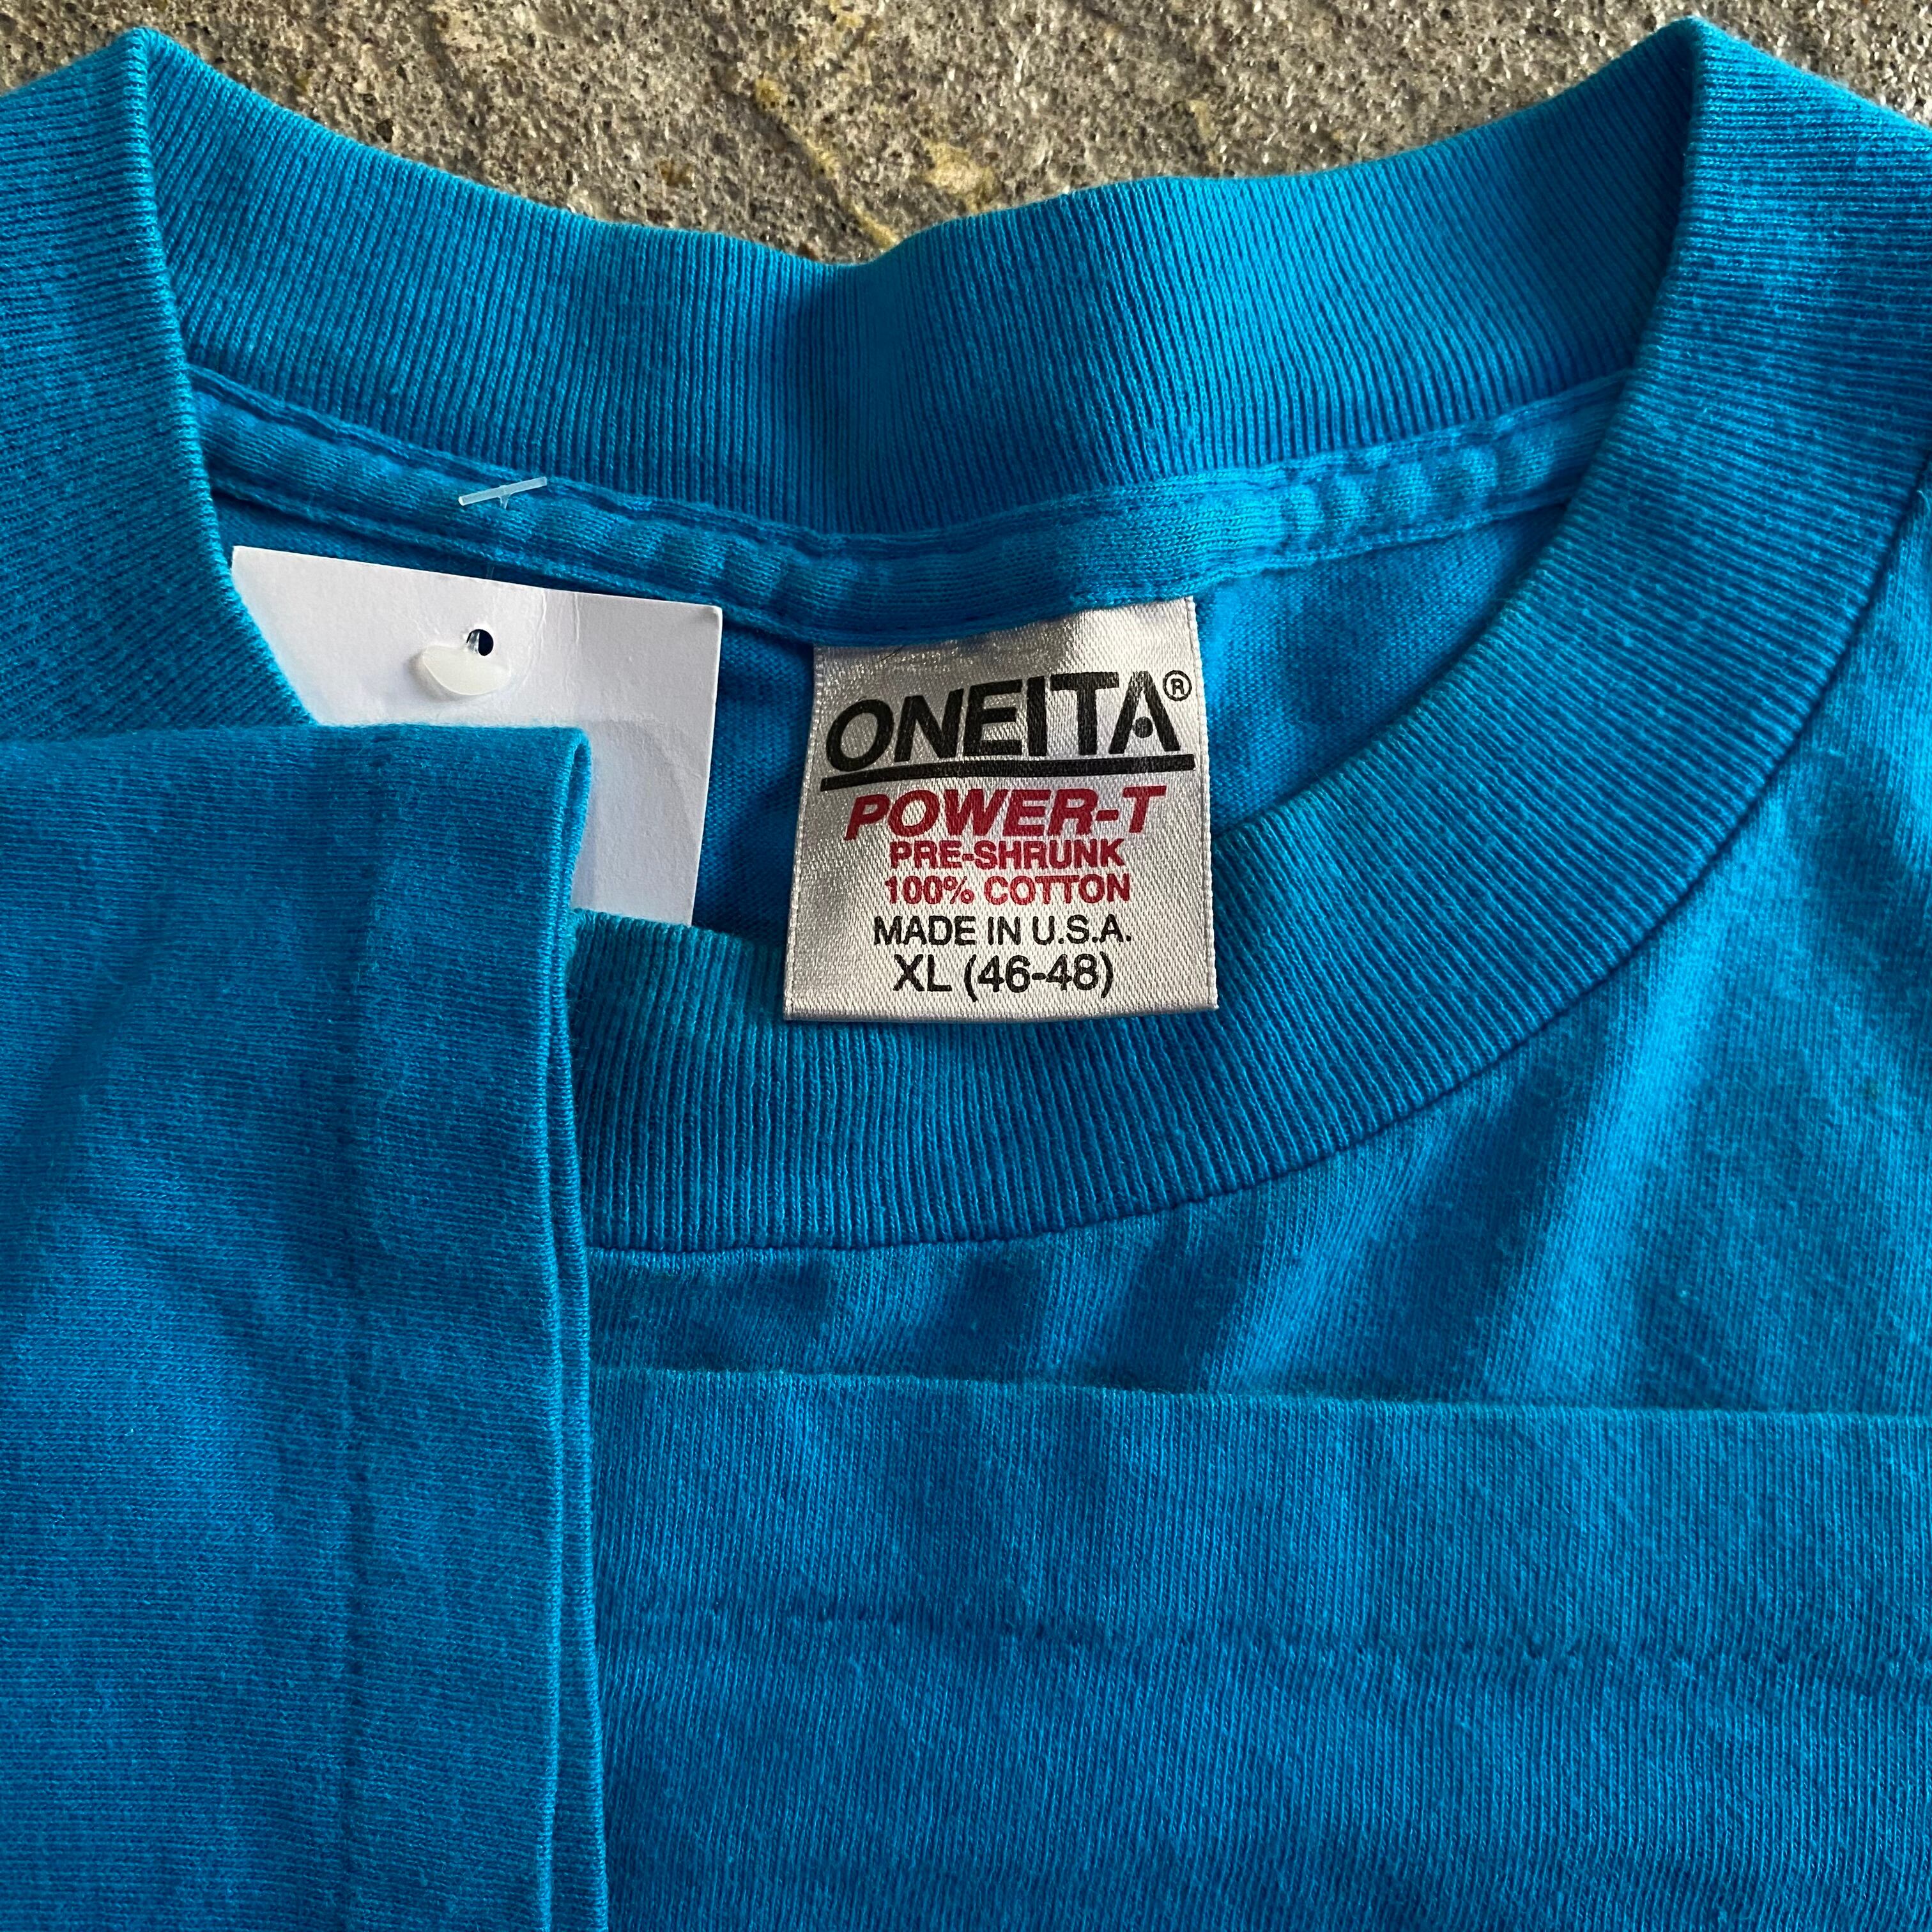 ONEITA®
POWER-T
PRE-SHRUNK
100% COTTON
MADE IN U.S.A.
XL (46-48)